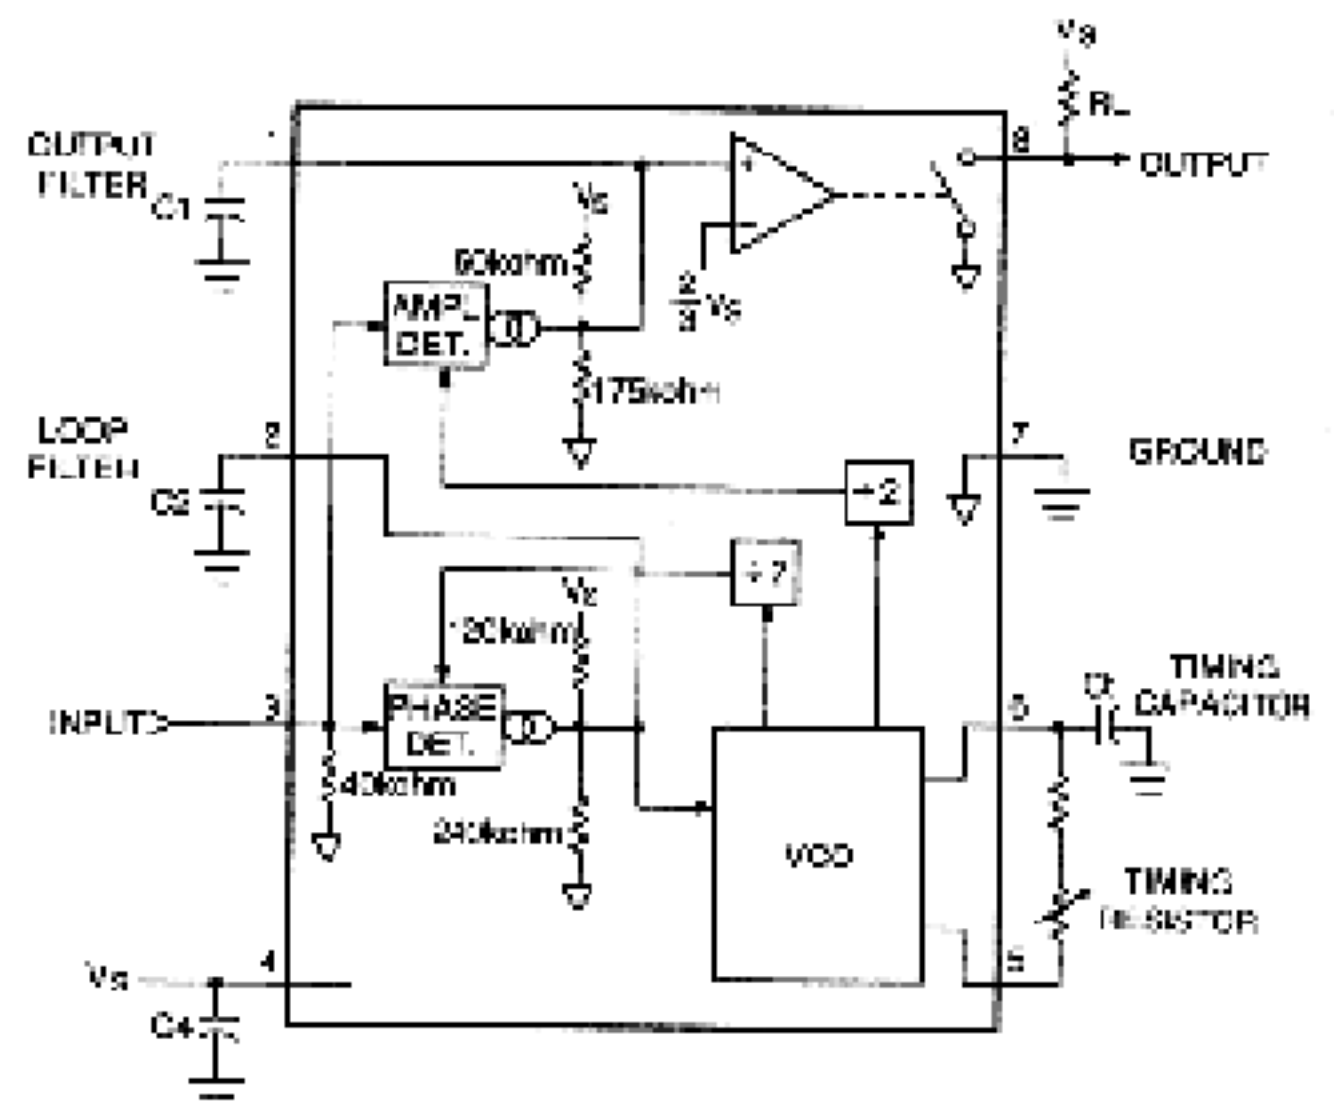 VS
RL
1
8
OUTPUT
FILTER
C1
OUTPUT
VS
+
2
3
VS
AMPL
DET.
175kohm
LOOP
FILTER
2
7
GROUND
C2
÷2
VS
120kohm
INPUT
3
PHASE
DET.
40kohm
240kohm
VCO
6
Ct
TIMING
CAPACITOR
TIMING
RESISTOR
5
VS
4
C4